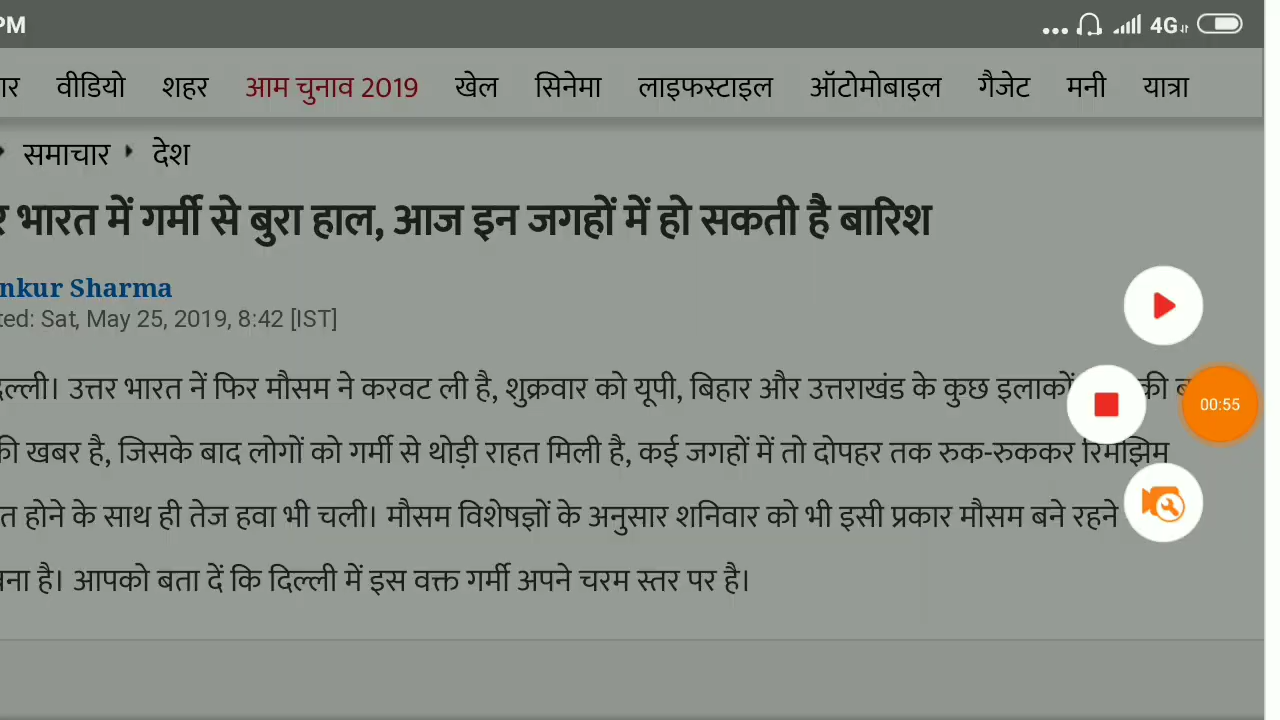 PM
4G
वीडियो शहर आम चुनाव 2019 खेल सिनेमा लाइफस्टाइल ऑटोमोबाइल गैजेट मनी यात्रा
समाचार देश
भारत में गर्मी से बुरा हाल, आज इन जगहों में हो सकती है बारिश
nkur Sharma
ted: Sat, May 25, 2019, 8:42 [IST]
उत्तर भारत नें फिर मौसम ने करवट ली है, शुक्रवार को यूपी, बिहार और उत्तराखंड के कुछ इलाकों की
00:55
की खबर है, जिसके बाद लोगों को गर्मी से थोड़ी राहत मिली है, कई जगहों में तो दोपहर तक रुक-रुककर रिमझिम
त होने के साथ ही तेज हवा भी चली। मौसम विशेषज्ञों के अनुसार शनिवार को भी इसी प्रकार मौसम बने रहने
ना है। आपको बता दें कि दिल्ली में इस वक्त गर्मी अपने चरम स्तर पर है।